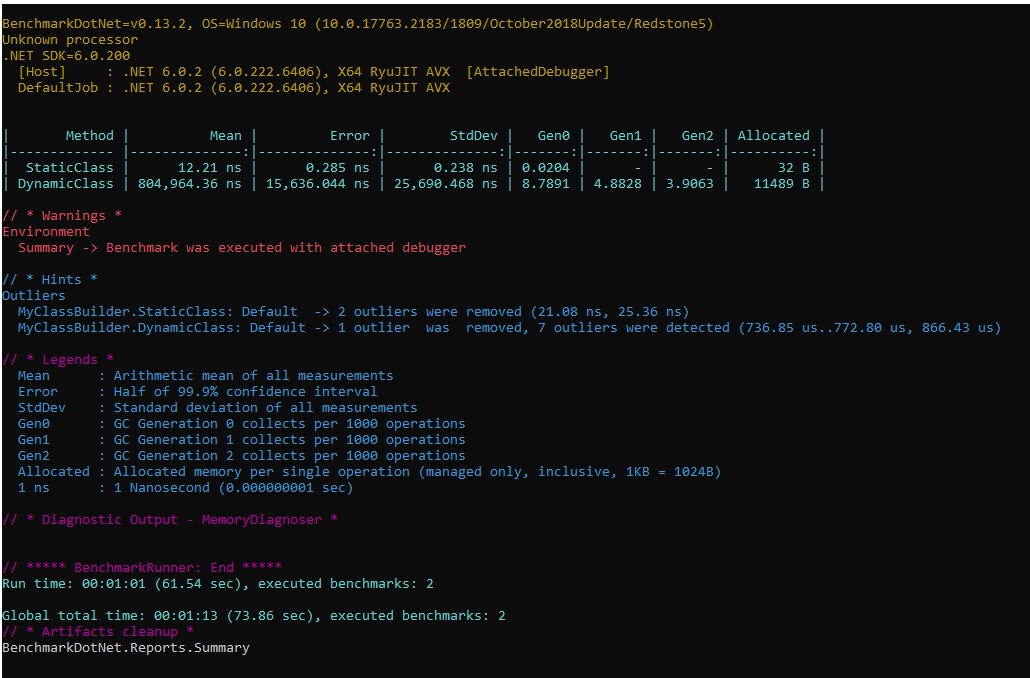 BenchmarkDotNet=v0.13.2, OS=Windows 10 (10.0.17763.2183/1809/October2018Update/Redstone5)
Unknown processor
.NET SDK=6.0.200
  [Host]     : .NET 6.0.2 (6.0.222.6406), X64 RyuJIT AVX  [AttachedDebugger]
  DefaultJob : .NET 6.0.2 (6.0.222.6406), X64 RyuJIT AVX
|       Method |          Mean |         Error |        StdDev |   Gen0 |   Gen1 |   Gen2 | Allocated |
|------------- |--------------:|--------------:|--------------:|-------:|-------:|-------:|----------:|
|  StaticClass |      12.21 ns |      0.285 ns |      0.238 ns | 0.0204 |      - |      - |      32 B |
| DynamicClass | 804,964.36 ns | 15,636.044 ns | 25,690.468 ns | 8.7891 | 4.8828 | 3.9063 |   11489 B |
// * Warnings *
Environment
  Summary -> Benchmark was executed with attached debugger
// * Hints *
Outliers
  MyClassBuilder.StaticClass: Default  -> 2 outliers were removed (21.08 ns, 25.36 ns)
  MyClassBuilder.DynamicClass: Default -> 1 outlier  was  removed, 7 outliers were detected (736.85 us..772.80 us, 866.43 us)
// * Legends *
  Mean      : Arithmetic mean of all measurements
  Error     : Half of 99.9% confidence interval
  StdDev    : Standard deviation of all measurements
  Gen0      : GC Generation 0 collects per 1000 operations
  Gen1      : GC Generation 1 collects per 1000 operations
  Gen2      : GC Generation 2 collects per 1000 operations
  Allocated : Allocated memory per single operation (managed only, inclusive, 1KB = 1024B)
  1 ns      : 1 Nanosecond (0.000000001 sec)
// * Diagnostic Output - MemoryDiagnoser *
// ***** BenchmarkRunner: End *****
Run time: 00:01:01 (61.54 sec), executed benchmarks: 2
Global total time: 00:01:13 (73.86 sec), executed benchmarks: 2
// * Artifacts cleanup *
BenchmarkDotNet.Reports.Summary